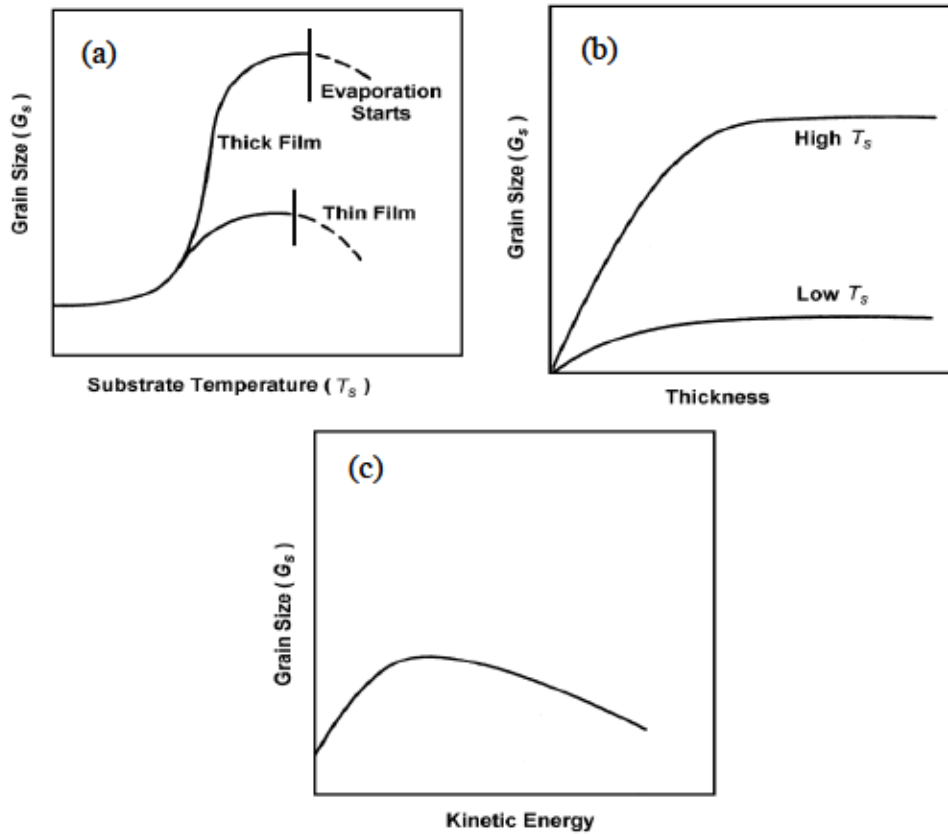 (a)
Grain Size ( Gₛ )
Evaporation
Starts
Thick Film
Thin Film
Substrate Temperature ( Tₛ )
(b)
Grain Size ( Gₛ )
High Tₛ
Low Tₛ
Thickness
(c)
Grain Size ( Gₛ )
Kinetic Energy